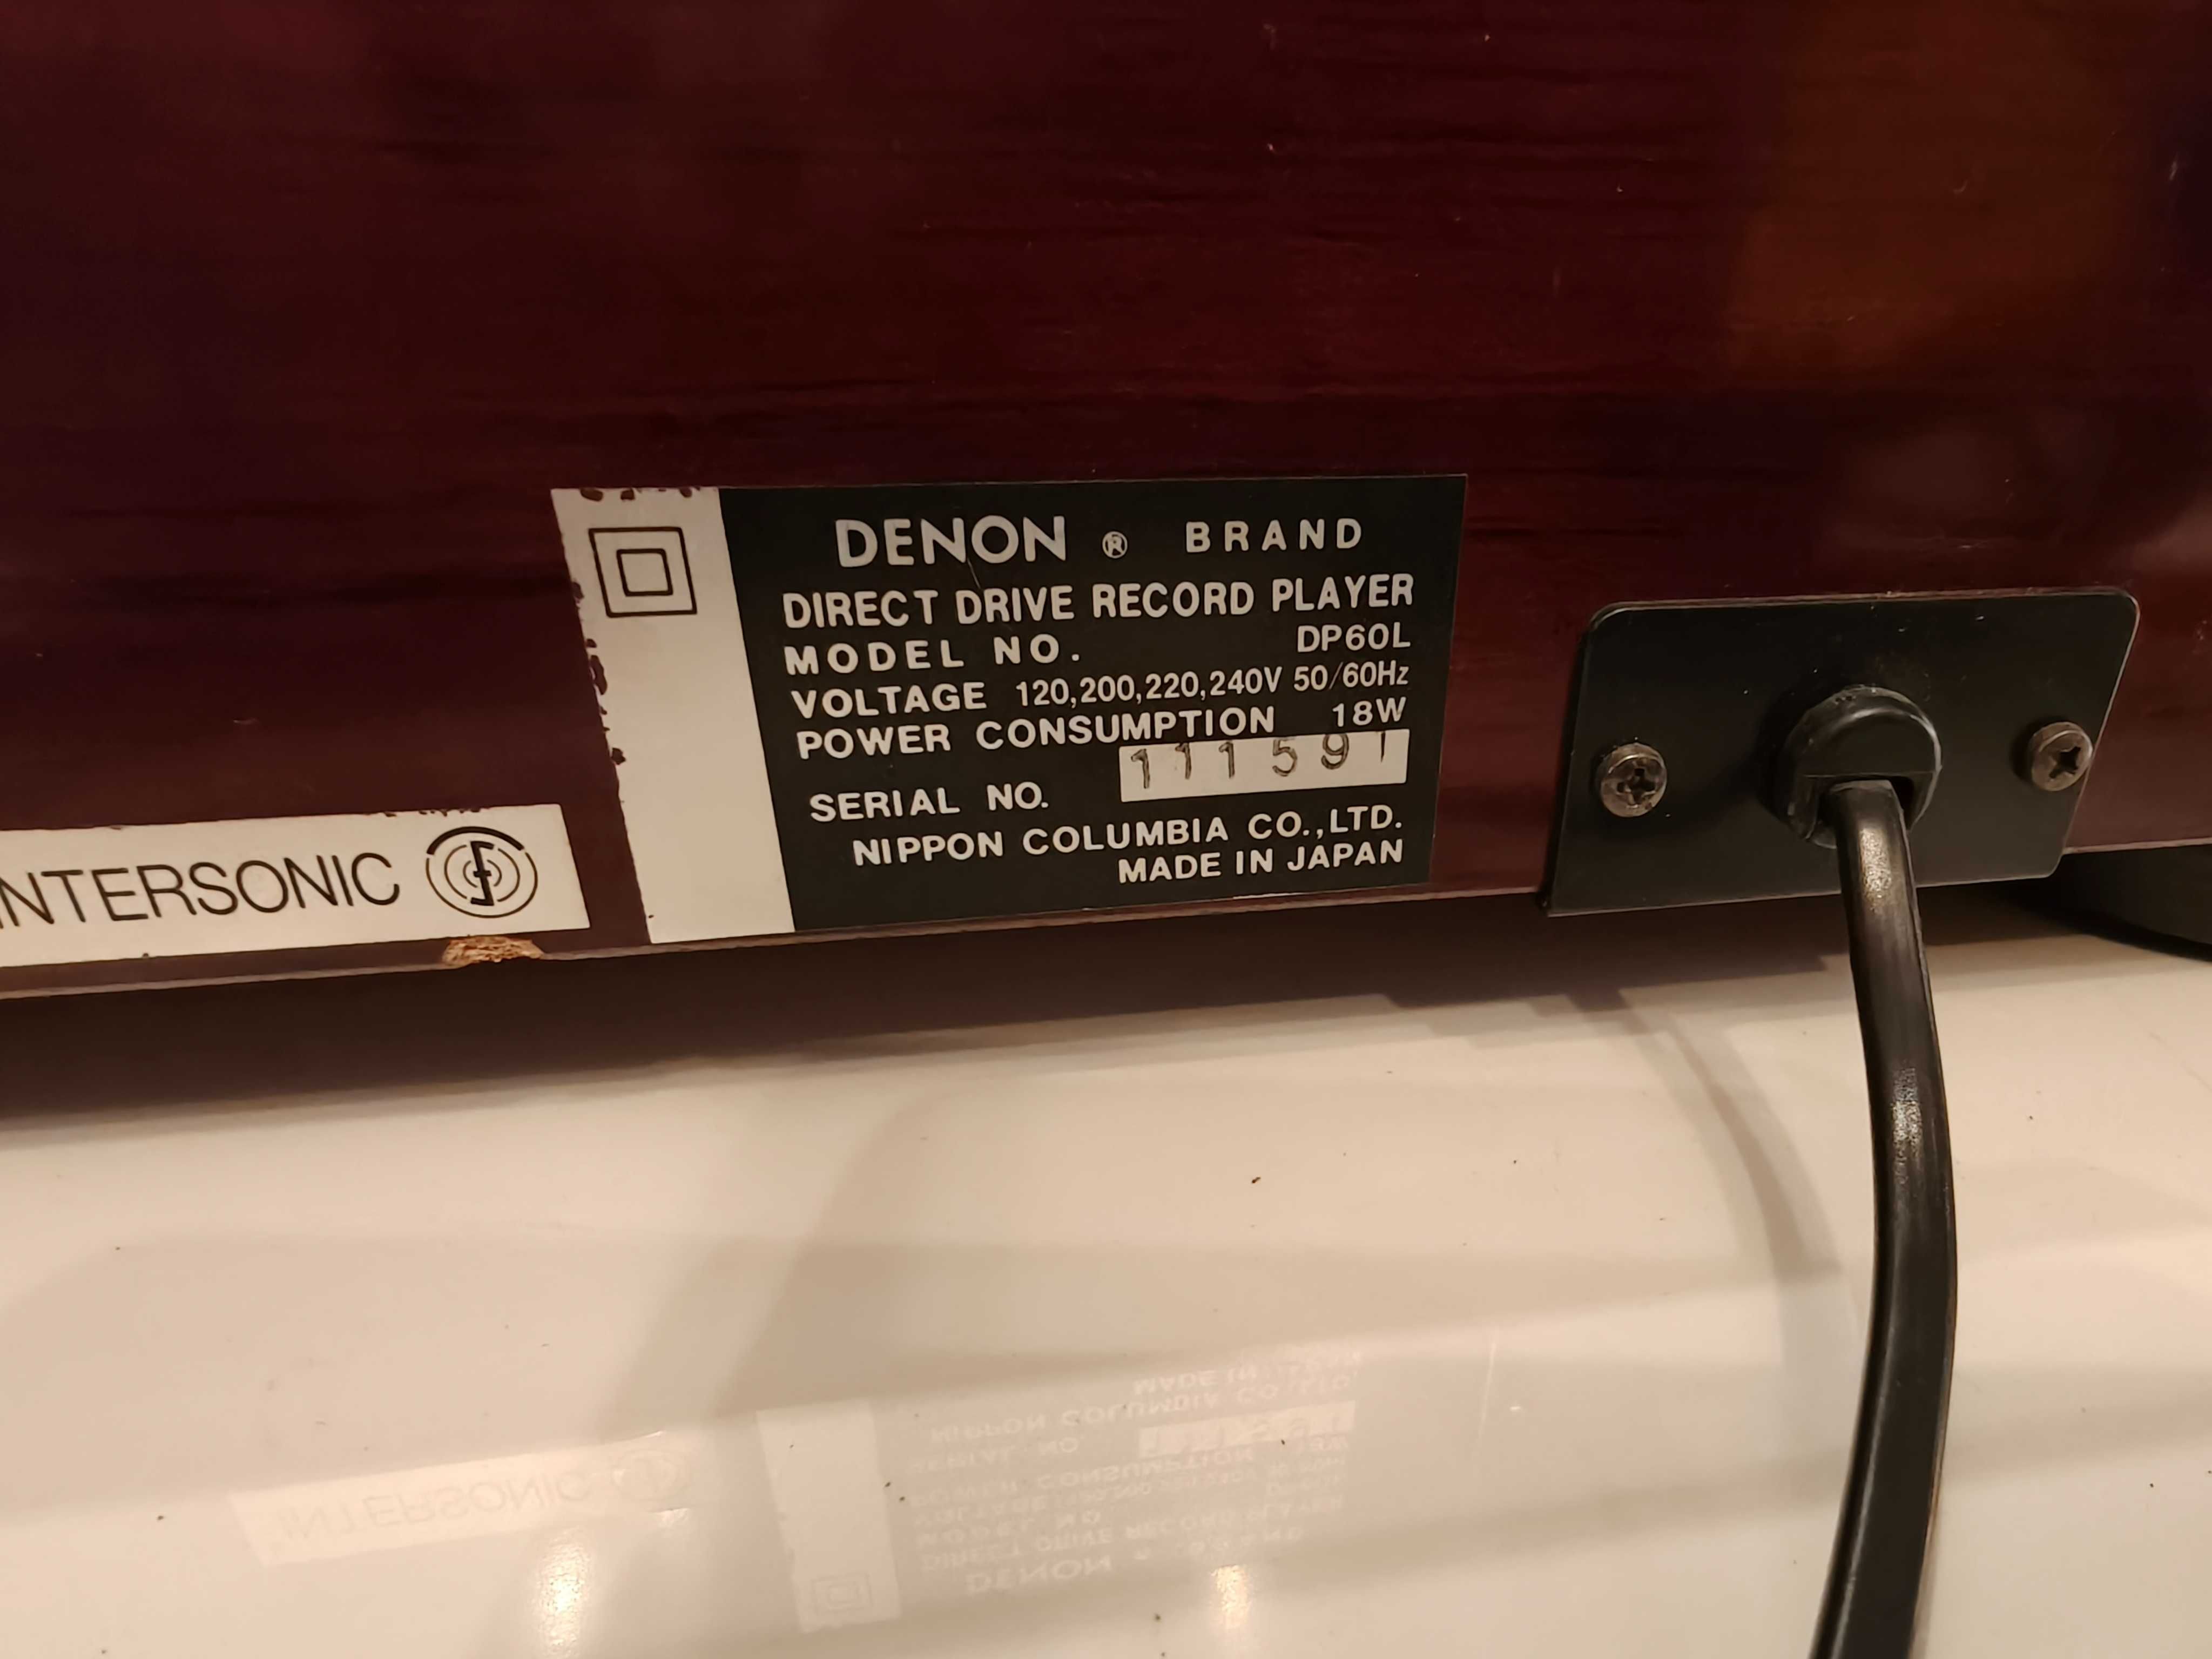 DENON ® BRAND
DIRECT DRIVE RECORD PLAYER
MODEL NO. DP60L
VOLTAGE 120,200,220,240V 50/60Hz
POWER CONSUMPTION 18W
SERIAL NO. 111591
NIPPON COLUMBIA CO.,LTD.
MADE IN JAPAN
INTERSONIC